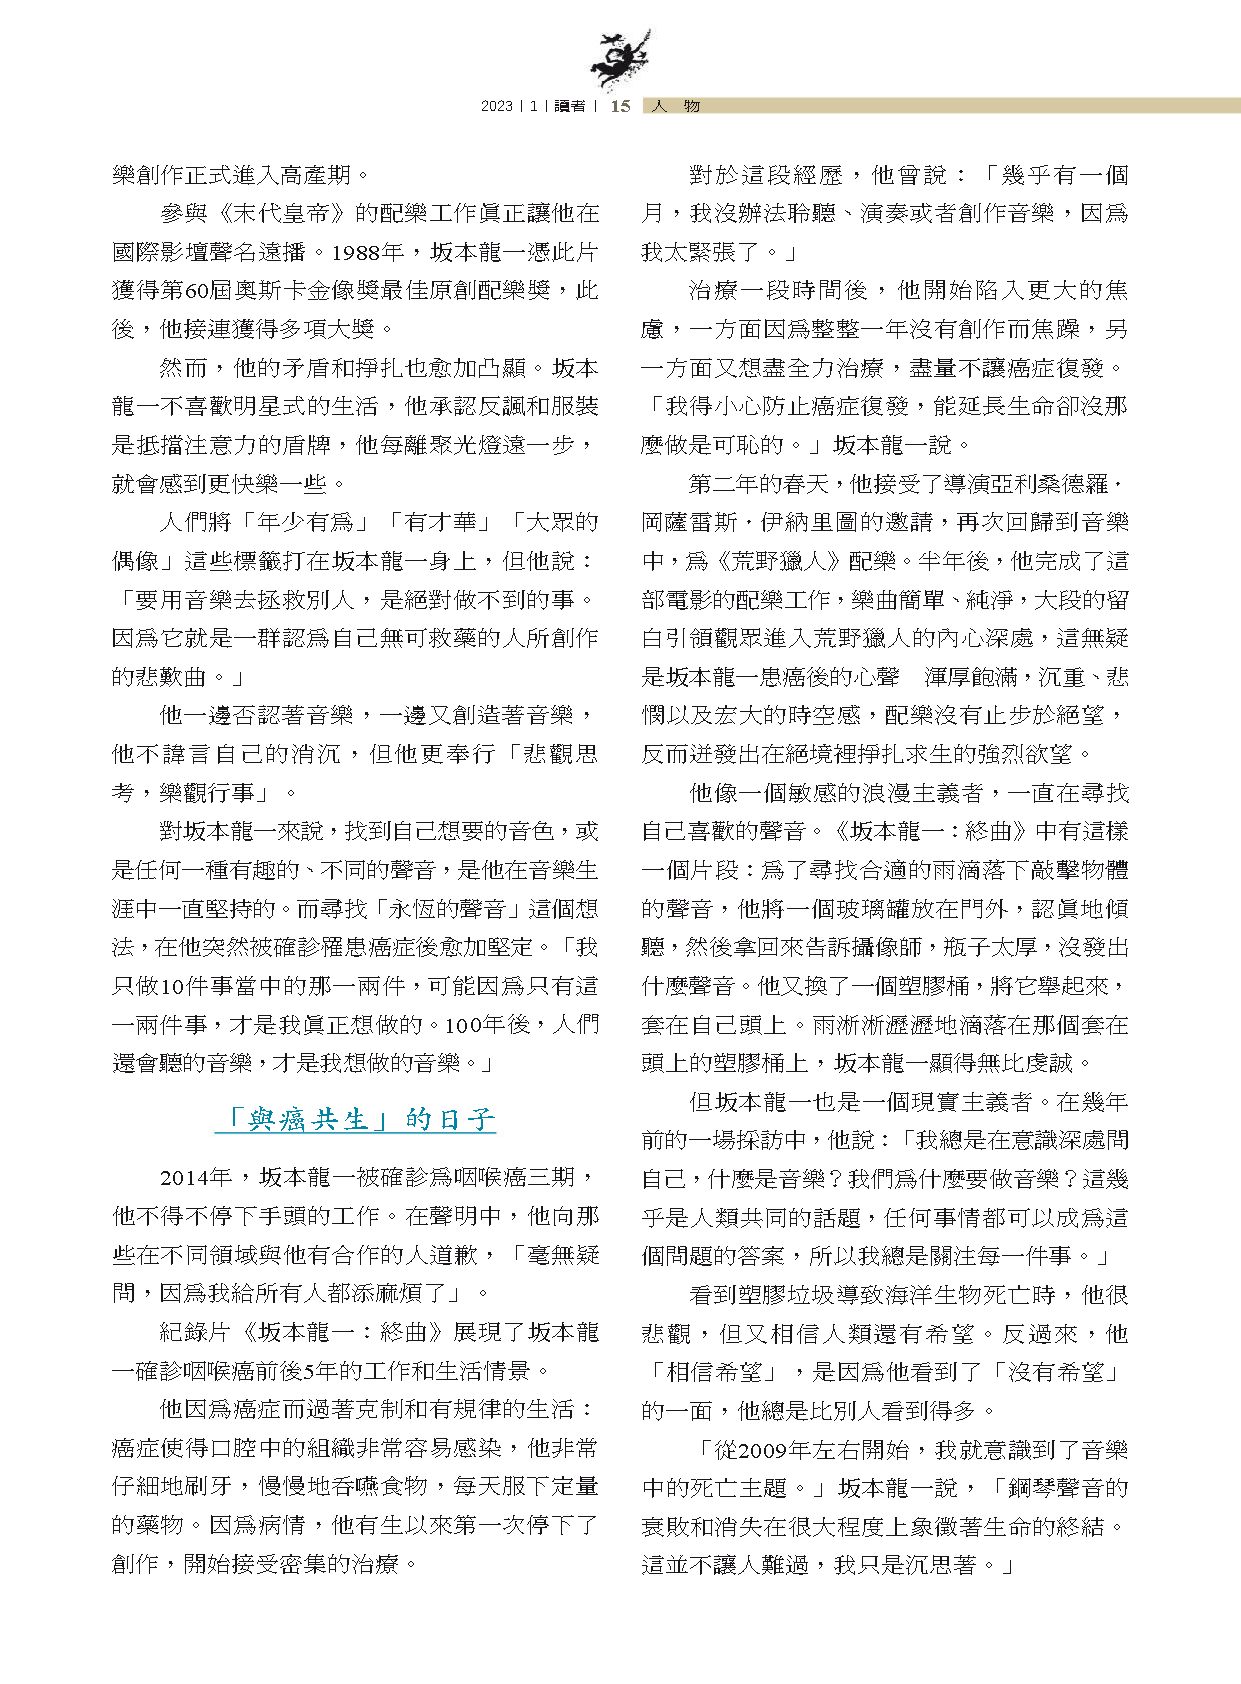 2023 | 1 | 讀者 | 15 人 物
樂創作正式進入高產期。
參與《末代皇帝》的配樂工作眞正讓他在
國際影壇聲名遠播。1988年，坂本龍一憑此片
獲得第60屆奧斯卡金像獎最佳原創配樂獎，此
後，他接連獲得多項大獎。
然而，他的矛盾和掙扎也愈加凸顯。坂本
龍一不喜歡明星式的生活，他承認反諷和服裝
是抵擋注意力的盾牌，他每離聚光燈遠一步，
就會感到更快樂一些。
人們將「年少有爲」「有才華」「大眾的
偶像」這些標籤打在坂本龍一身上，但他說：
「要用音樂去拯救別人，是絕對做不到的事。
因爲它就是一群認爲自己無可救藥的人所創作
的悲歎曲。」
他一邊否認著音樂，一邊又創造著音樂，
他不諱言自己的消沉，但他更奉行「悲觀思
考，樂觀行事」。
對坂本龍一來說，找到自己想要的音色，或
是任何一種有趣的、不同的聲音，是他在音樂生
涯中一直堅持的。而尋找「永恆的聲音」這個想
法，在他突然被確診罹患癌症後愈加堅定。「我
只做10件事當中的那一兩件，可能因爲只有這
一兩件事，才是我眞正想做的。100年後，人們
還會聽的音樂，才是我想做的音樂。」
「與癌共生」的日子
2014年，坂本龍一被確診爲咽喉癌三期，
他不得不停下手頭的工作。在聲明中，他向那
些在不同領域與他有合作的人道歉，「毫無疑
問，因爲我給所有人都添麻煩了」。
紀錄片《坂本龍一：終曲》展現了坂本龍
一確診咽喉癌前後5年的工作和生活情景。
他因爲癌症而過著克制和有規律的生活：
癌症使得口腔中的組織非常容易感染，他非常
仔細地刷牙，慢慢地吞嚥食物，每天服下定量
的藥物。因爲病情，他有生以來第一次停下了
創作，開始接受密集的治療。
對於這段經歷，他曾說：「幾乎有一個
月，我沒辦法聆聽、演奏或者創作音樂，因爲
我太緊張了。」
治療一段時間後，他開始陷入更大的焦
慮，一方面因爲整整一年沒有創作而焦躁，另
一方面又想盡全力治療，盡量不讓癌症復發。
「我得小心防止癌症復發，能延長生命卻沒那
麼做是可恥的。」坂本龍一說。
第二年的春天，他接受了導演亞利桑德羅·
岡薩雷斯·伊納里圖的邀請，再次回歸到音樂
中，爲《荒野獵人》配樂。半年後，他完成了這
部電影的配樂工作，樂曲簡單、純淨，大段的留
白引領觀眾進入荒野獵人的內心深處，這無疑
是坂本龍一患癌後的心聲　渾厚飽滿，沉重、悲
憫以及宏大的時空感，配樂沒有止步於絕望，
反而迸發出在絕境裡掙扎求生的強烈欲望。
他像一個敏感的浪漫主義者，一直在尋找
自己喜歡的聲音。《坂本龍一：終曲》中有這樣
一個片段：爲了尋找合適的雨滴落下敲擊物體
的聲音，他將一個玻璃罐放在門外，認眞地傾
聽，然後拿回來告訴攝像師，瓶子太厚，沒發出
什麼聲音。他又換了一個塑膠桶，將它舉起來，
套在自己頭上。雨淅淅瀝瀝地滴落在那個套在
頭上的塑膠桶上，坂本龍一顯得無比虔誠。
但坂本龍一也是一個現實主義者。在幾年
前的一場採訪中，他說：「我總是在意識深處問
自己，什麼是音樂？我們爲什麼要做音樂？這幾
乎是人類共同的話題，任何事情都可以成爲這
個問題的答案，所以我總是關注每一件事。」
看到塑膠垃圾導致海洋生物死亡時，他很
悲觀，但又相信人類還有希望。反過來，他
「相信希望」，是因爲他看到了「沒有希望」
的一面，他總是比別人看到得多。
「從2009年左右開始，我就意識到了音樂
中的死亡主題。」坂本龍一說，「鋼琴聲音的
衰敗和消失在很大程度上象徵著生命的終結。
這並不讓人難過，我只是沉思著。」